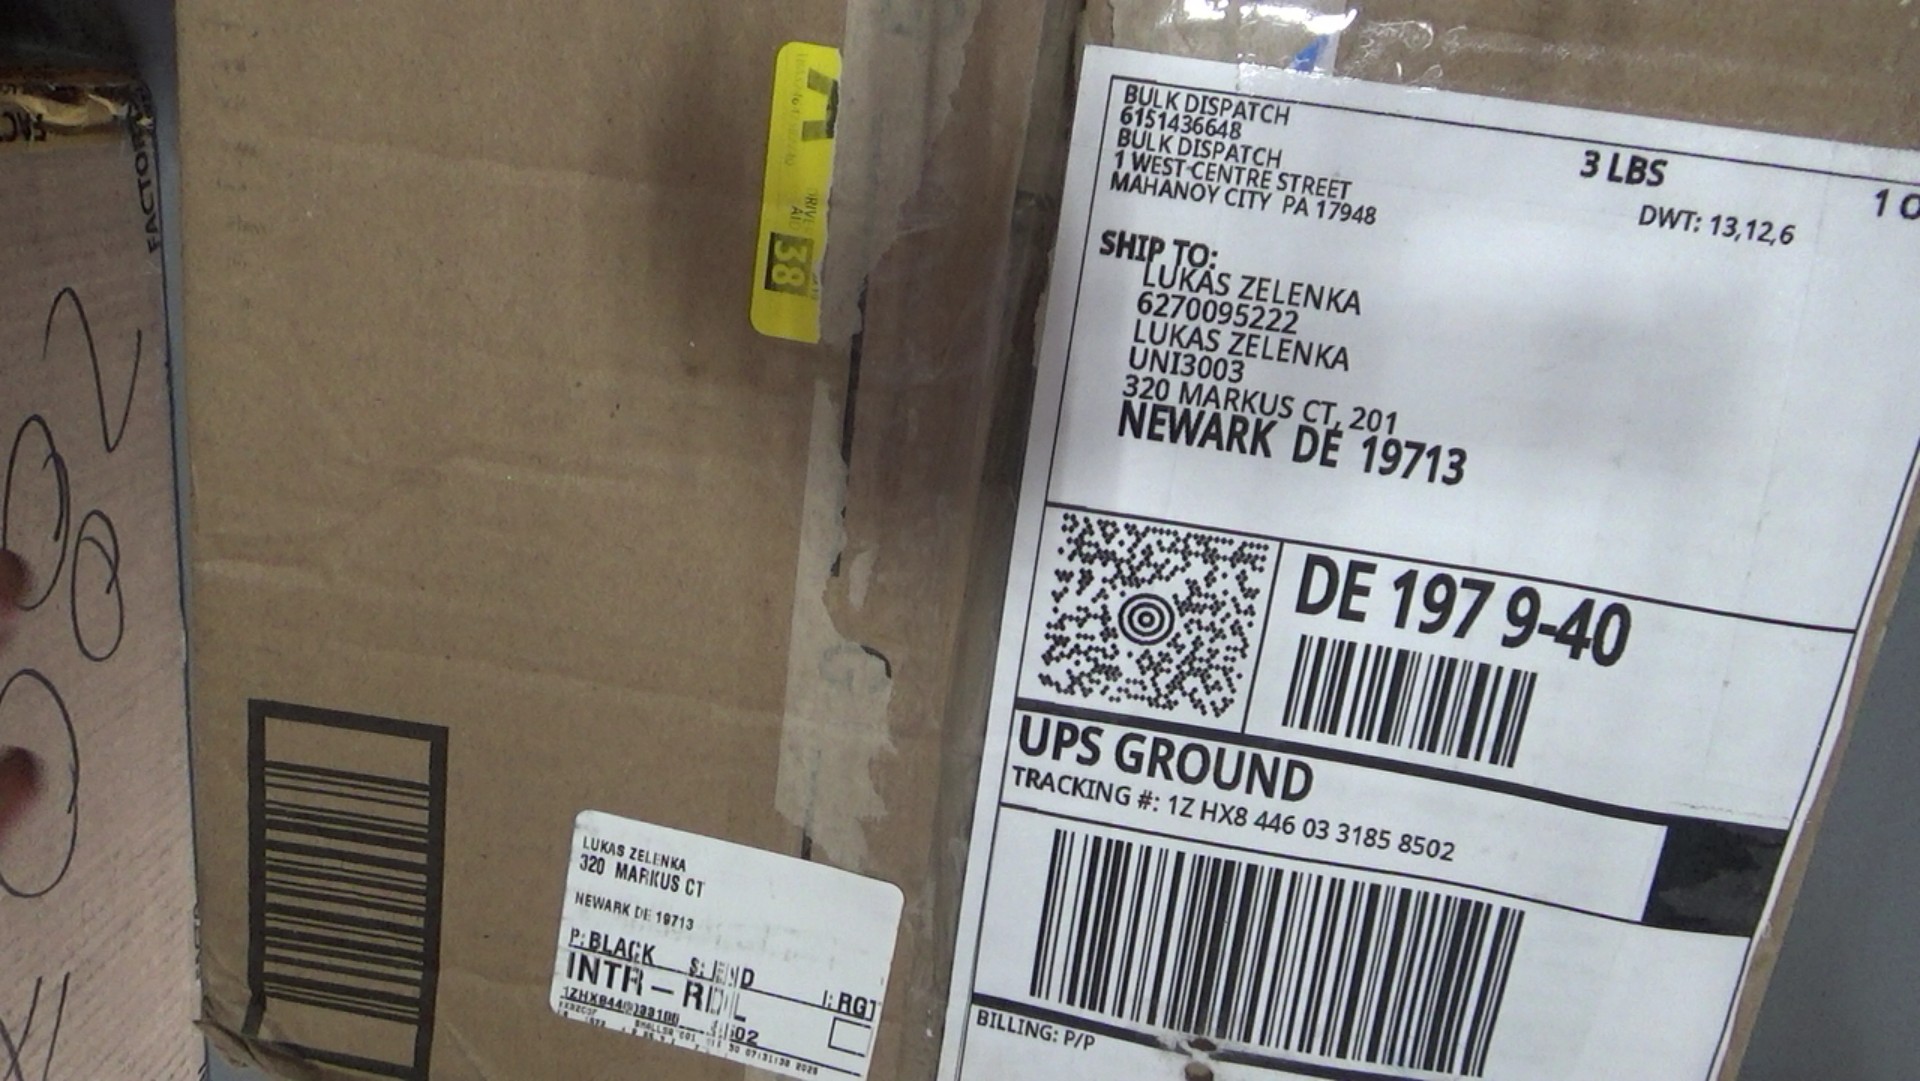 FACTORY
38
BULK DISPATCH
6151436648
BULK DISPATCH
1 WEST CENTRE STREET
MAHANOY CITY PA 17948
3 LBS
DWT: 13,12,6
SHIP TO:
LUKAS ZELENKA
6270095222
LUKAS ZELENKA
UNI3003
320 MARKUS CT, 201
NEWARK DE 19713
DE 197 9-40
UPS GROUND
TRACKING #: 1Z HX8 446 03 3185 8502
BILLING: P/P
LUKAS ZELENKA
320 MARKUS CT
NEWARK DE 19713
P: BLACK S:
INTR-
I: RGT